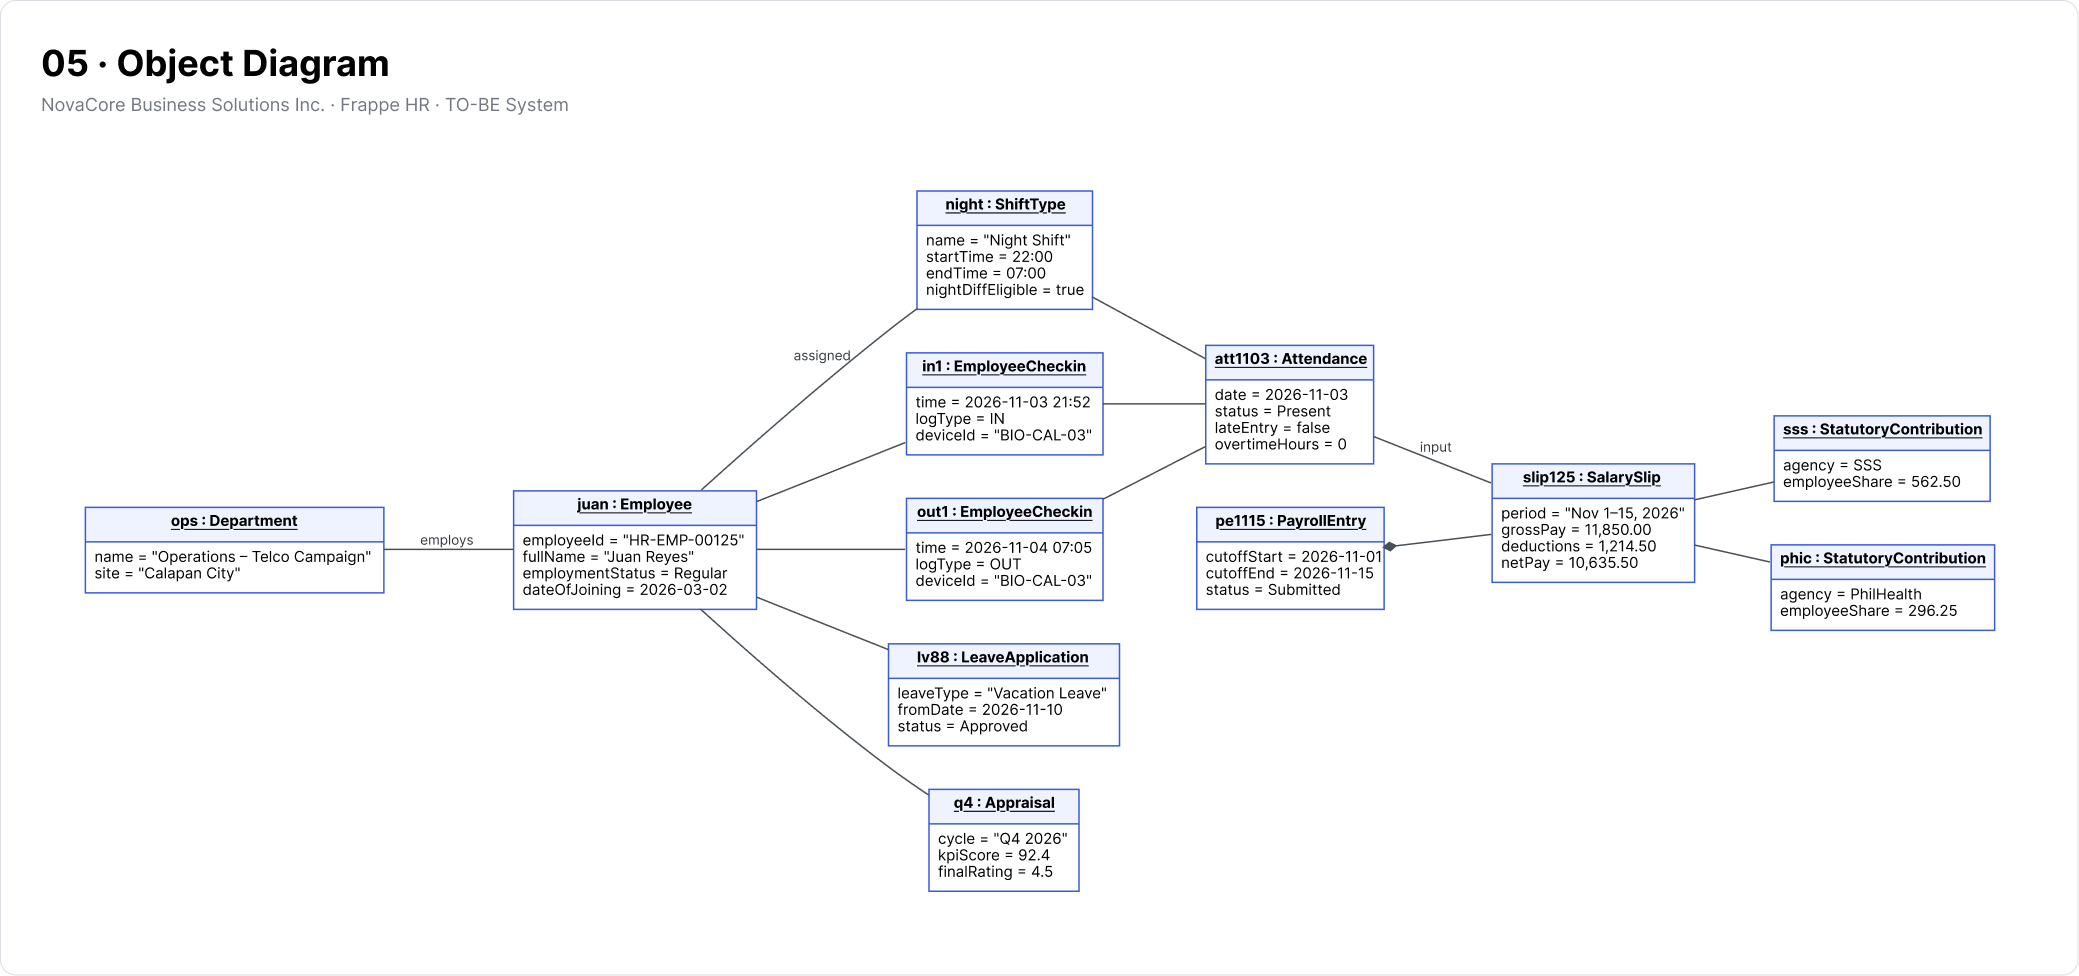 05 · Object Diagram
NovaCore Business Solutions Inc. · Frappe HR · TO-BE System
night : ShiftType
name = "Night Shift"
startTime = 22:00
endTime = 07:00
nightDiffEligible = true
assigned
in1 : EmployeeCheckin
time = 2026-11-03 21:52
logType = IN
deviceId = "BIO-CAL-03"
att1103 : Attendance
date = 2026-11-03
status = Present
lateEntry = false
overtimeHours = 0
input
sss : StatutoryContribution
agency = SSS
employeeShare = 562.50
slip125 : SalarySlip
period = "Nov 1–15, 2026"
grossPay = 11,850.00
deductions = 1,214.50
netPay = 10,635.50
ops : Department
name = "Operations – Telco Campaign"
site = "Calapan City"
employs
juan : Employee
employeeId = "HR-EMP-00125"
fullName = "Juan Reyes"
employmentStatus = Regular
dateOfJoining = 2026-03-02
out1 : EmployeeCheckin
time = 2026-11-04 07:05
logType = OUT
deviceId = "BIO-CAL-03"
pe1115 : PayrollEntry
cutoffStart = 2026-11-01
cutoffEnd = 2026-11-15
status = Submitted
phic : StatutoryContribution
agency = PhilHealth
employeeShare = 296.25
lv88 : LeaveApplication
leaveType = "Vacation Leave"
fromDate = 2026-11-10
status = Approved
q4 : Appraisal
cycle = "Q4 2026"
kpiScore = 92.4
finalRating = 4.5